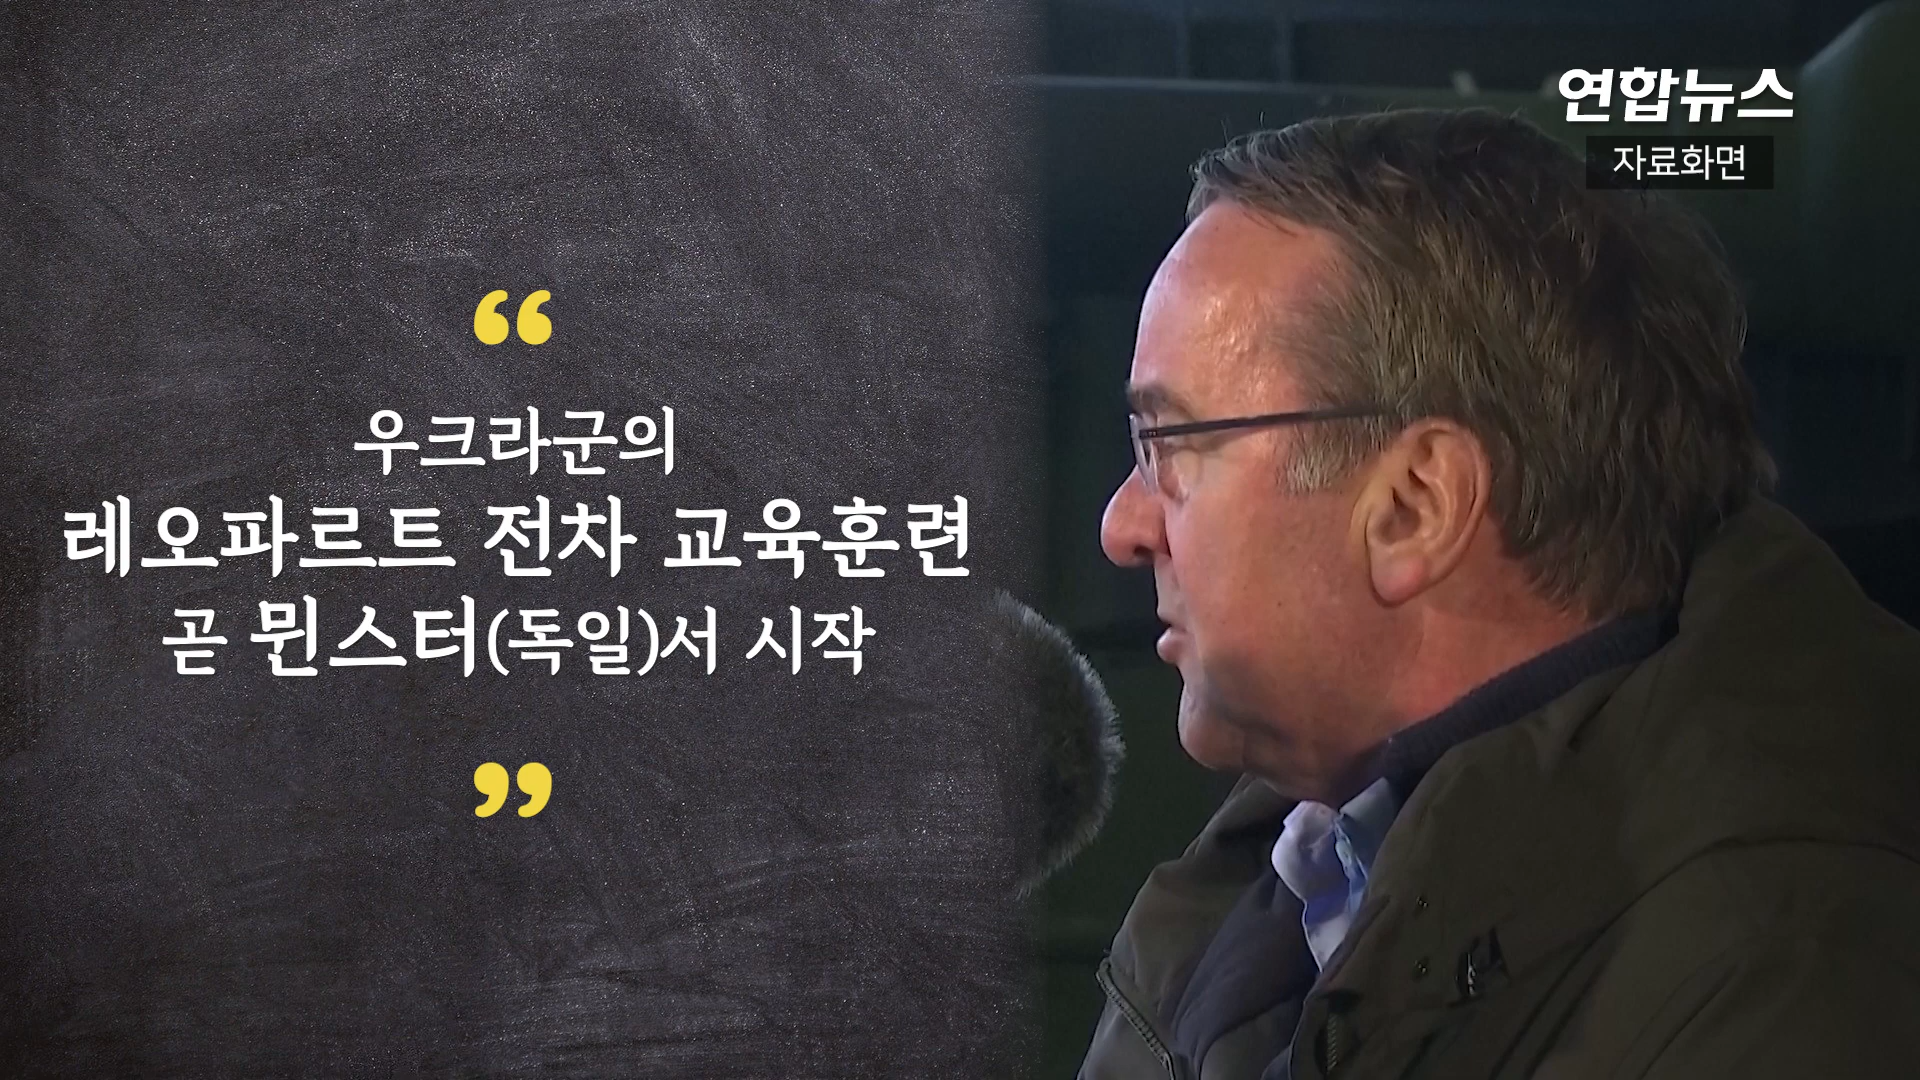 연합뉴스
자료화면
“
우크라군의
레오파르트 전차 교육훈련
곧 뮌스터(독일)서 시작
”